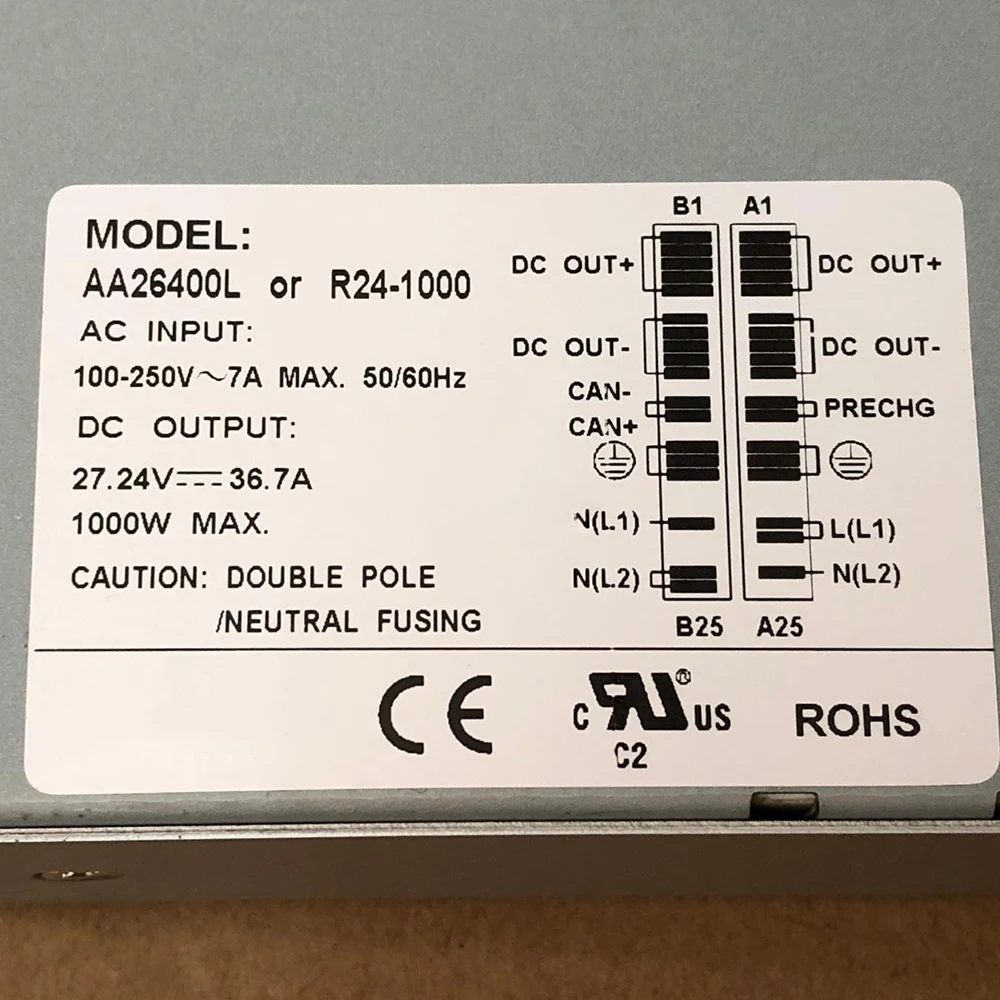 MODEL:
AA26400L or R24-1000
AC INPUT:
100-250V～7A MAX. 50/60Hz
DC OUTPUT:
27.24V⎓36.7A
1000W MAX.
CAUTION: DOUBLE POLE
/NEUTRAL FUSING
B1 A1
DC OUT+ DC OUT+
DC OUT- DC OUT-
CAN-
CAN+ PRECHG
N(L1) L(L1)
N(L2) N(L2)
B25 A25
CE
C RU ® US
C2
ROHS